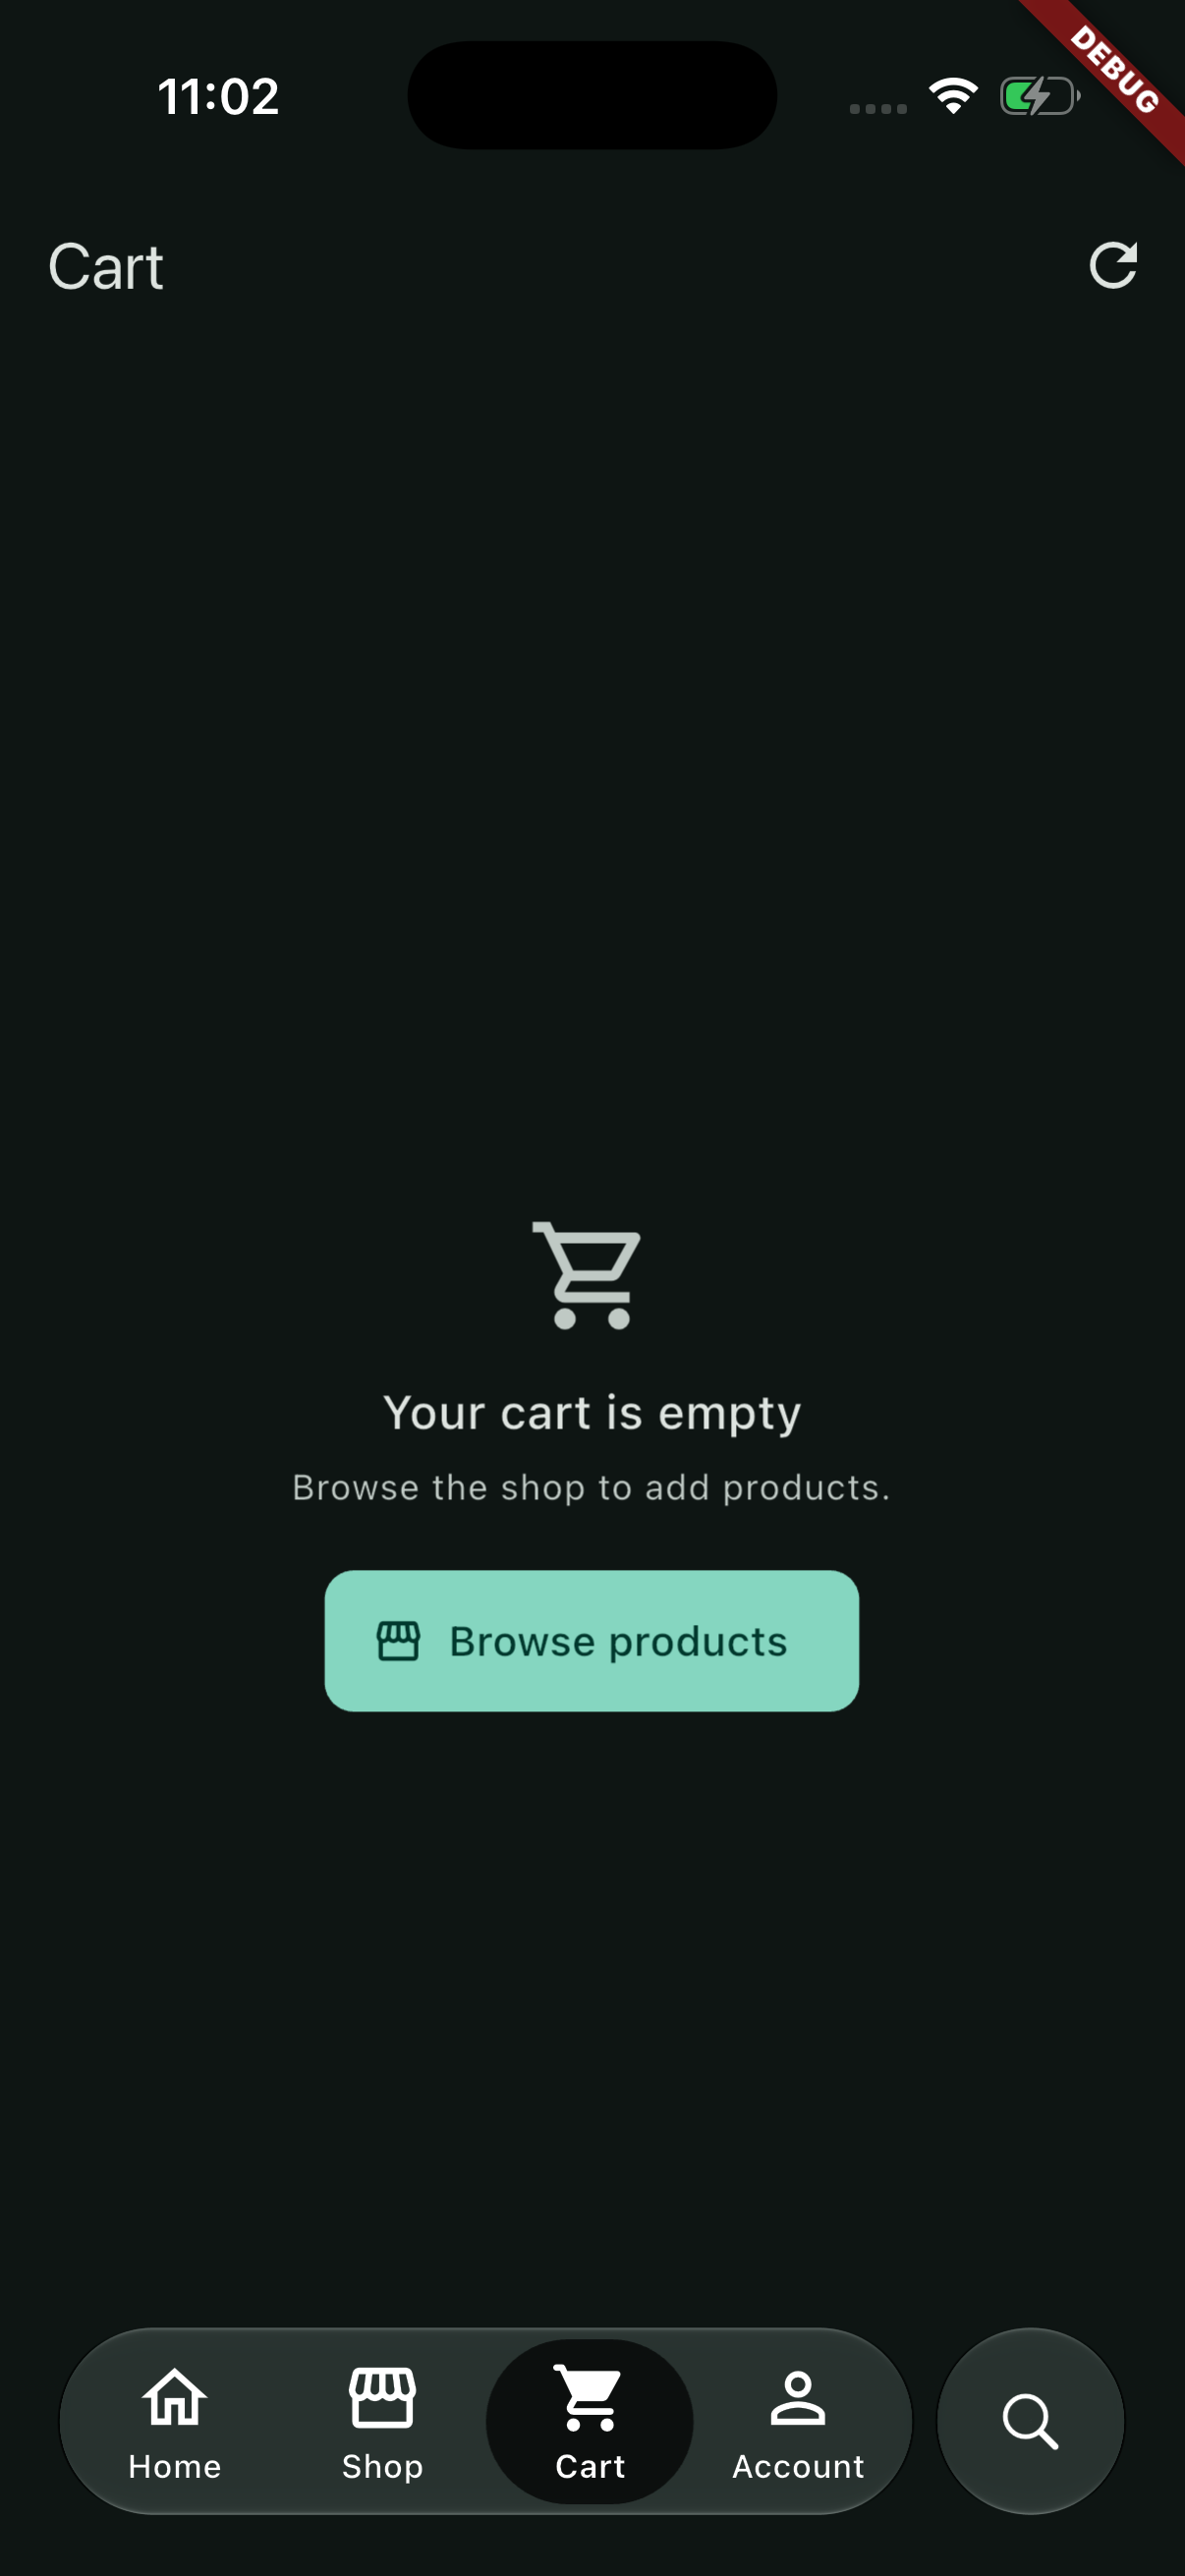 11:02
DEBUG
Cart
Your cart is empty
Browse the shop to add products.
Browse products
Home
Shop
Cart
Account